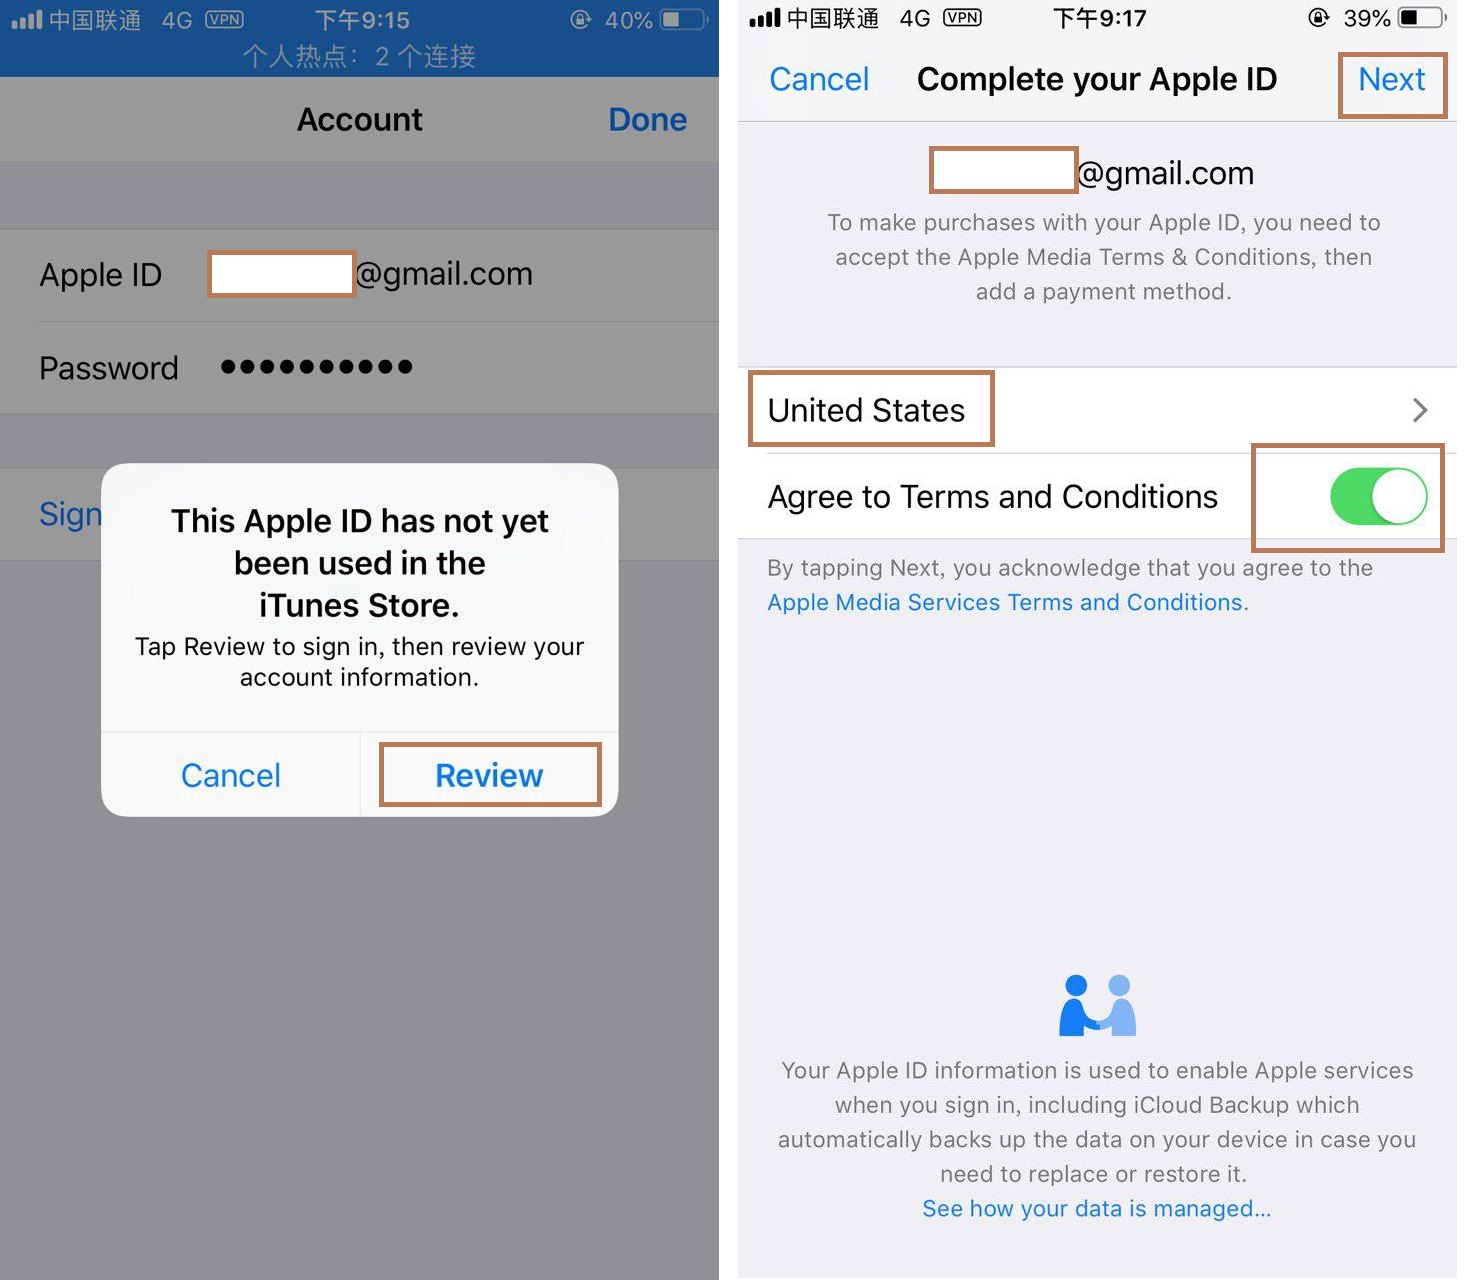 中国联通 4G VPN 下午9:15 40%
个人热点：2 个连接
Account
Done
Apple ID
@gmail.com
Password
Sign
This Apple ID has not yet
been used in the
iTunes Store.
Tap Review to sign in, then review your
account information.
Cancel
Review
中国联通 4G VPN 下午9:17 39%
Cancel
Complete your Apple ID
Next
@gmail.com
To make purchases with your Apple ID, you need to
accept the Apple Media Terms & Conditions, then
add a payment method.
United States
Agree to Terms and Conditions
By tapping Next, you acknowledge that you agree to the
Apple Media Services Terms and Conditions.
Your Apple ID information is used to enable Apple services
when you sign in, including iCloud Backup which
automatically backs up the data on your device in case you
need to replace or restore it.
See how your data is managed...